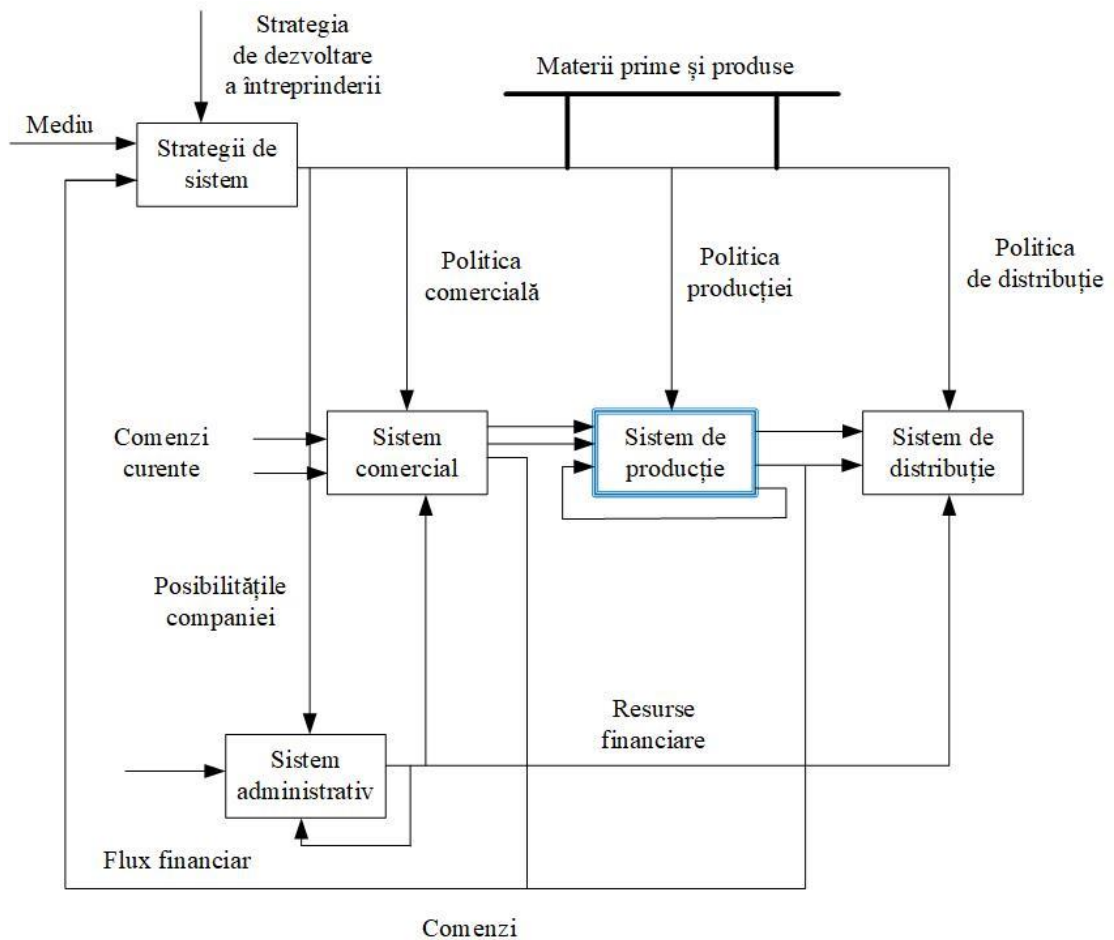 Strategia
de dezvoltare
a întreprinderii
Materii prime și produse
Mediu
Strategii de
sistem
Politica
comercială
Politica
producției
Politica
de distribuție
Comenzi
curente
Sistem
comercial
Sistem de
producție
Sistem de
distribuție
Posibilitățile
companiei
Resurse
financiare
Sistem
administrativ
Flux financiar
Comenzi